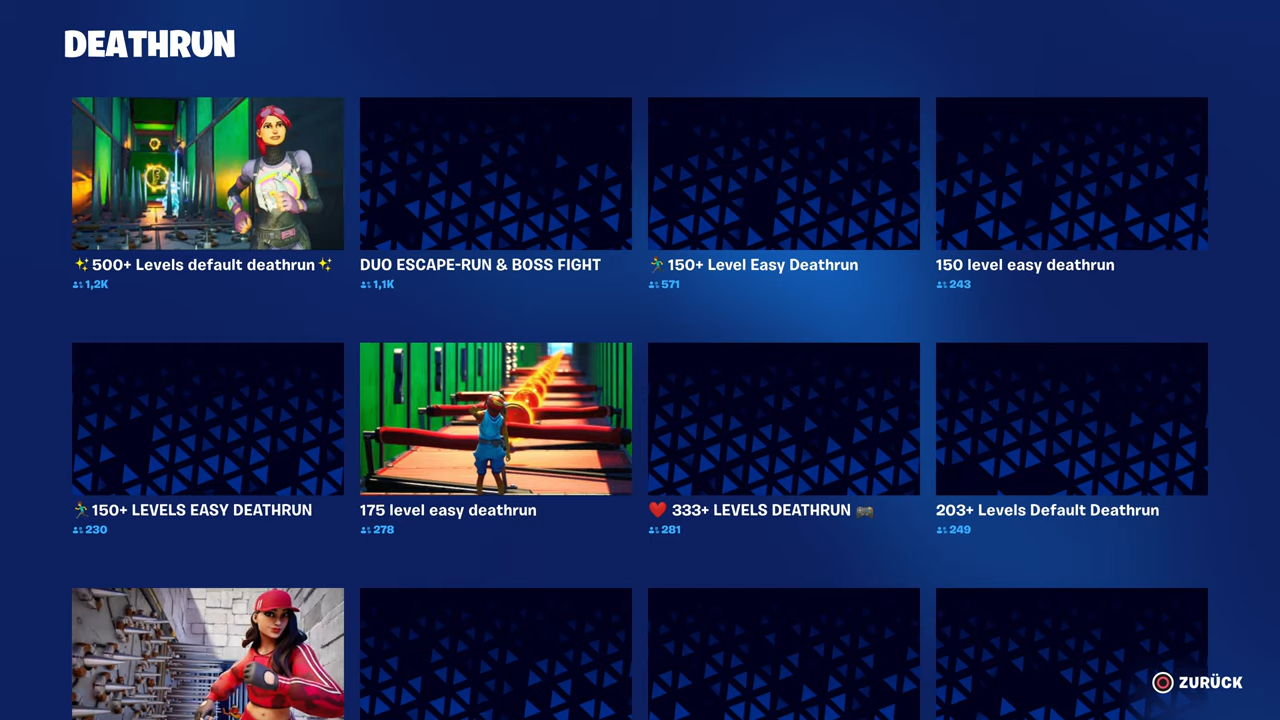 DEATHRUN
✨500+ Levels default deathrun✨
1,2K
DUO ESCAPE-RUN & BOSS FIGHT
1,1K
🏃150+ Level Easy Deathrun
571
150 level easy deathrun
243
🏃150+ LEVELS EASY DEATHRUN
230
175 level easy deathrun
278
❤️ 333+ LEVELS DEATHRUN 🎮
281
203+ Levels Default Deathrun
249
ZURÜCK